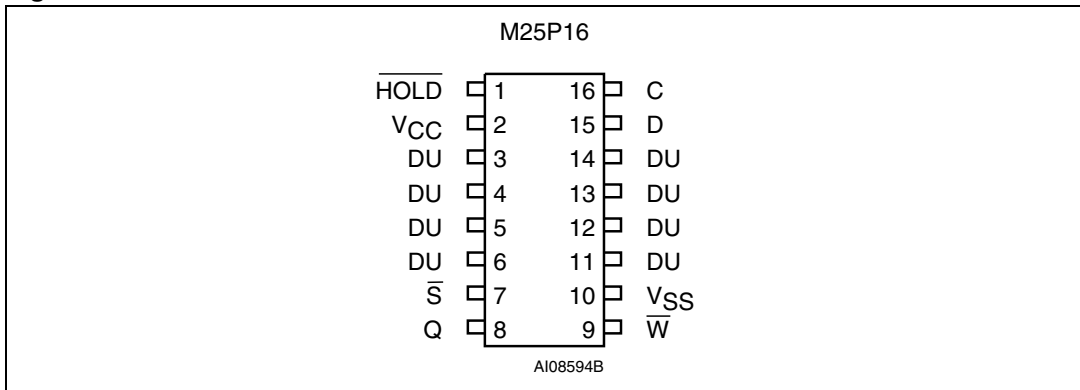 M25P16
H̅O̅L̅D̅ 1 16 C
VCC 2 15 D
DU 3 14 DU
DU 4 13 DU
DU 5 12 DU
DU 6 11 DU
S̅ 7 10 VSS
Q 8 9 W̅
AI08594B